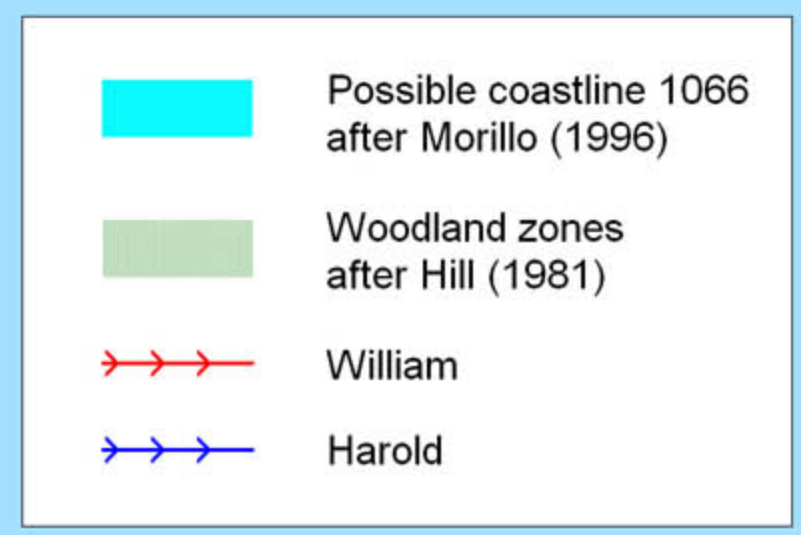 Possible coastline 1066
after Morillo (1996)
Woodland zones
after Hill (1981)
William
Harold